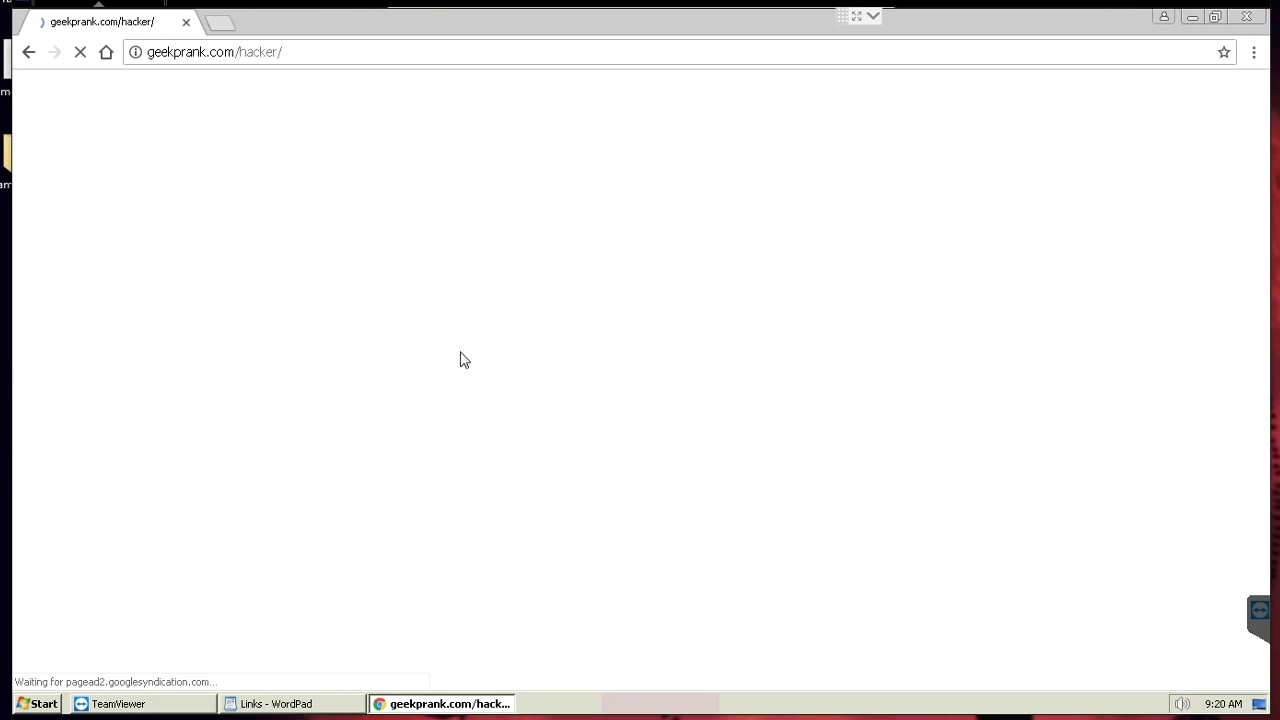 geekprank.com/hacker/
geekprank.com/hacker/
m
am
Waiting for pagead2.googlesyndication.com...
Start
TeamViewer
Links - WordPad
geekprank.com/hack...
9:20 AM